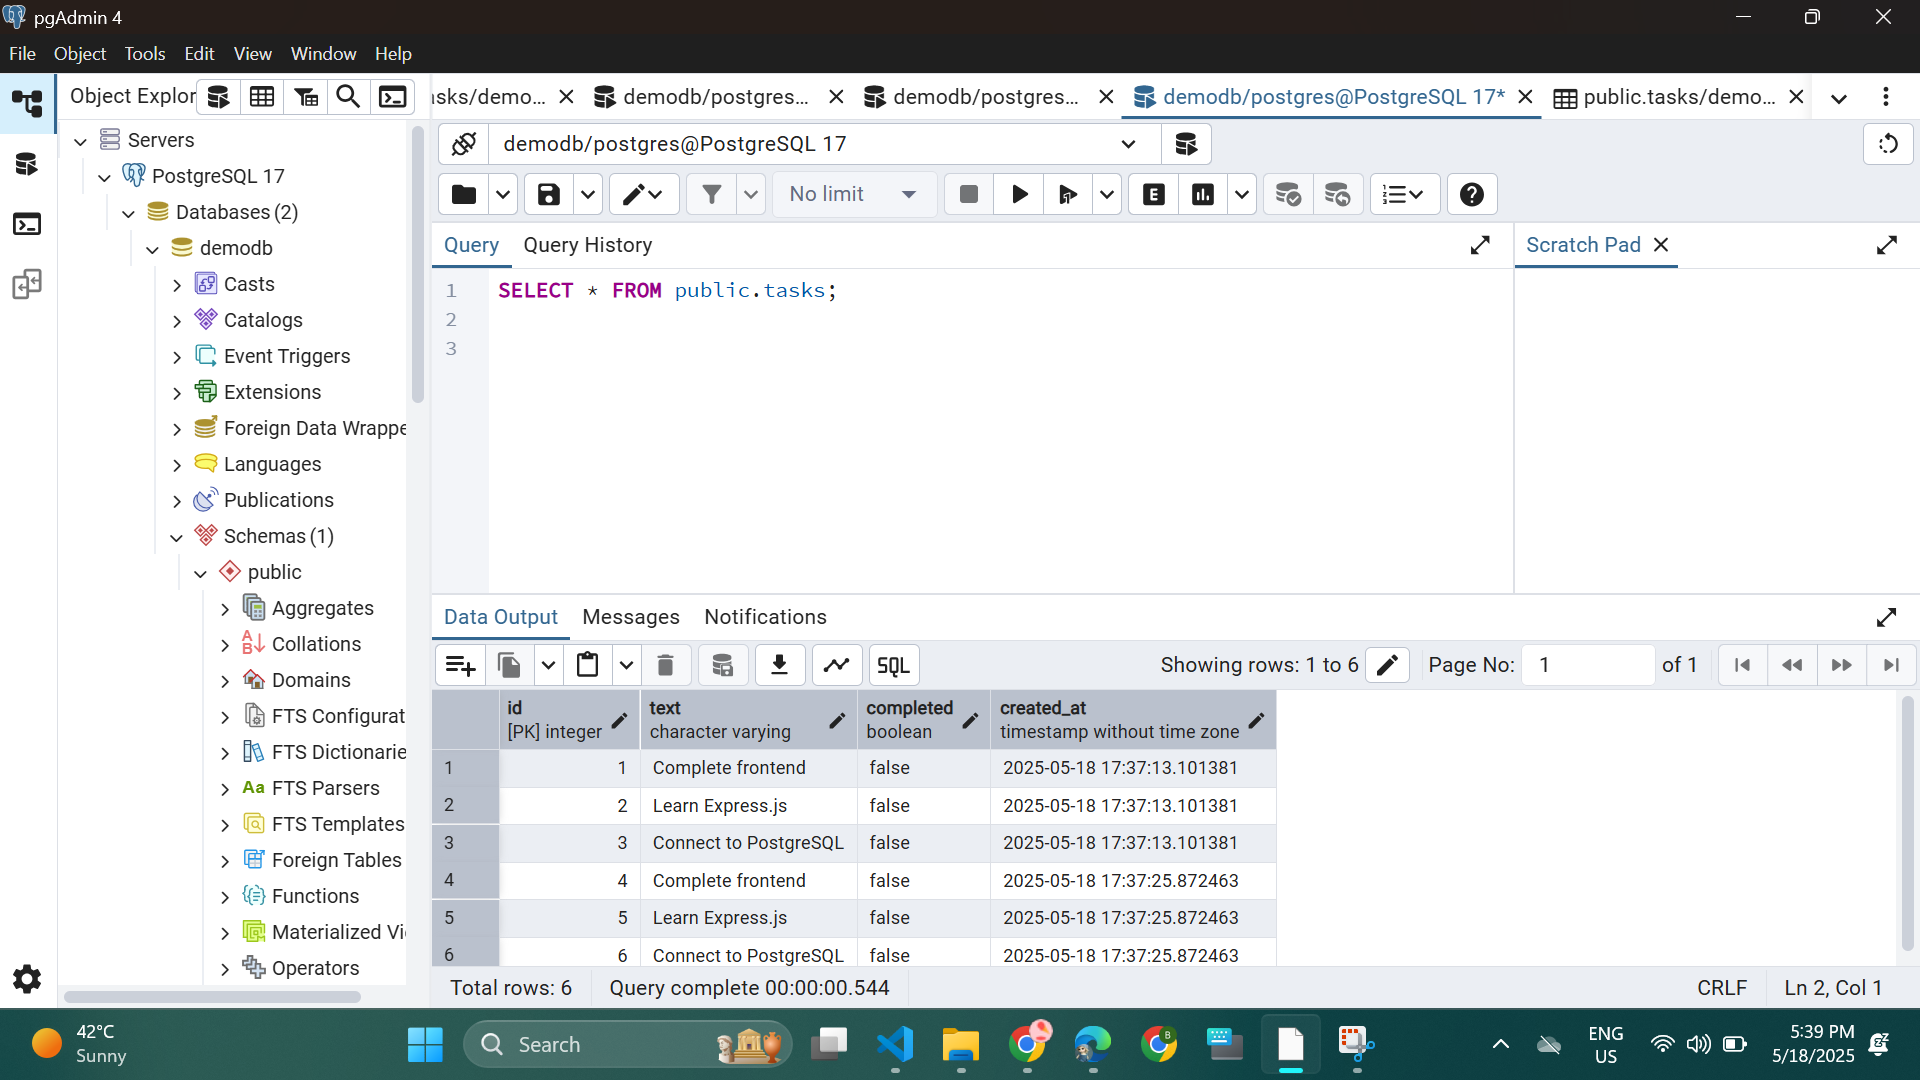 pgAdmin 4
File Object Tools Edit View Window Help
Object Explor
sks/demo...
demodb/postgres...
demodb/postgres...
demodb/postgres@PostgreSQL 17*
public.tasks/demo...
Servers
PostgreSQL 17
Databases (2)
demodb
Casts
Catalogs
Event Triggers
Extensions
Foreign Data Wrappe
Languages
Publications
Schemas (1)
public
Aggregates
Collations
Domains
FTS Configurat
FTS Dictionarie
FTS Parsers
FTS Templates
Foreign Tables
Functions
Materialized Vi
Operators
demodb/postgres@PostgreSQL 17
No limit
E
Query
Query History
Scratch Pad
1 SELECT * FROM public.tasks;
2
3
Data Output Messages Notifications
SQL
Showing rows: 1 to 6
Page No: 1 of 1
id text completed created_at
[PK] integer character varying boolean timestamp without time zone
1 1 Complete frontend false 2025-05-18 17:37:13.101381
2 2 Learn Express.js false 2025-05-18 17:37:13.101381
3 3 Connect to PostgreSQL false 2025-05-18 17:37:13.101381
4 4 Complete frontend false 2025-05-18 17:37:25.872463
5 5 Learn Express.js false 2025-05-18 17:37:25.872463
6 6 Connect to PostgreSQL false 2025-05-18 17:37:25.872463
Total rows: 6 Query complete 00:00:00.544 CRLF Ln 2, Col 1
42°C
Sunny
Search
B
ENG
US
5:39 PM
5/18/2025